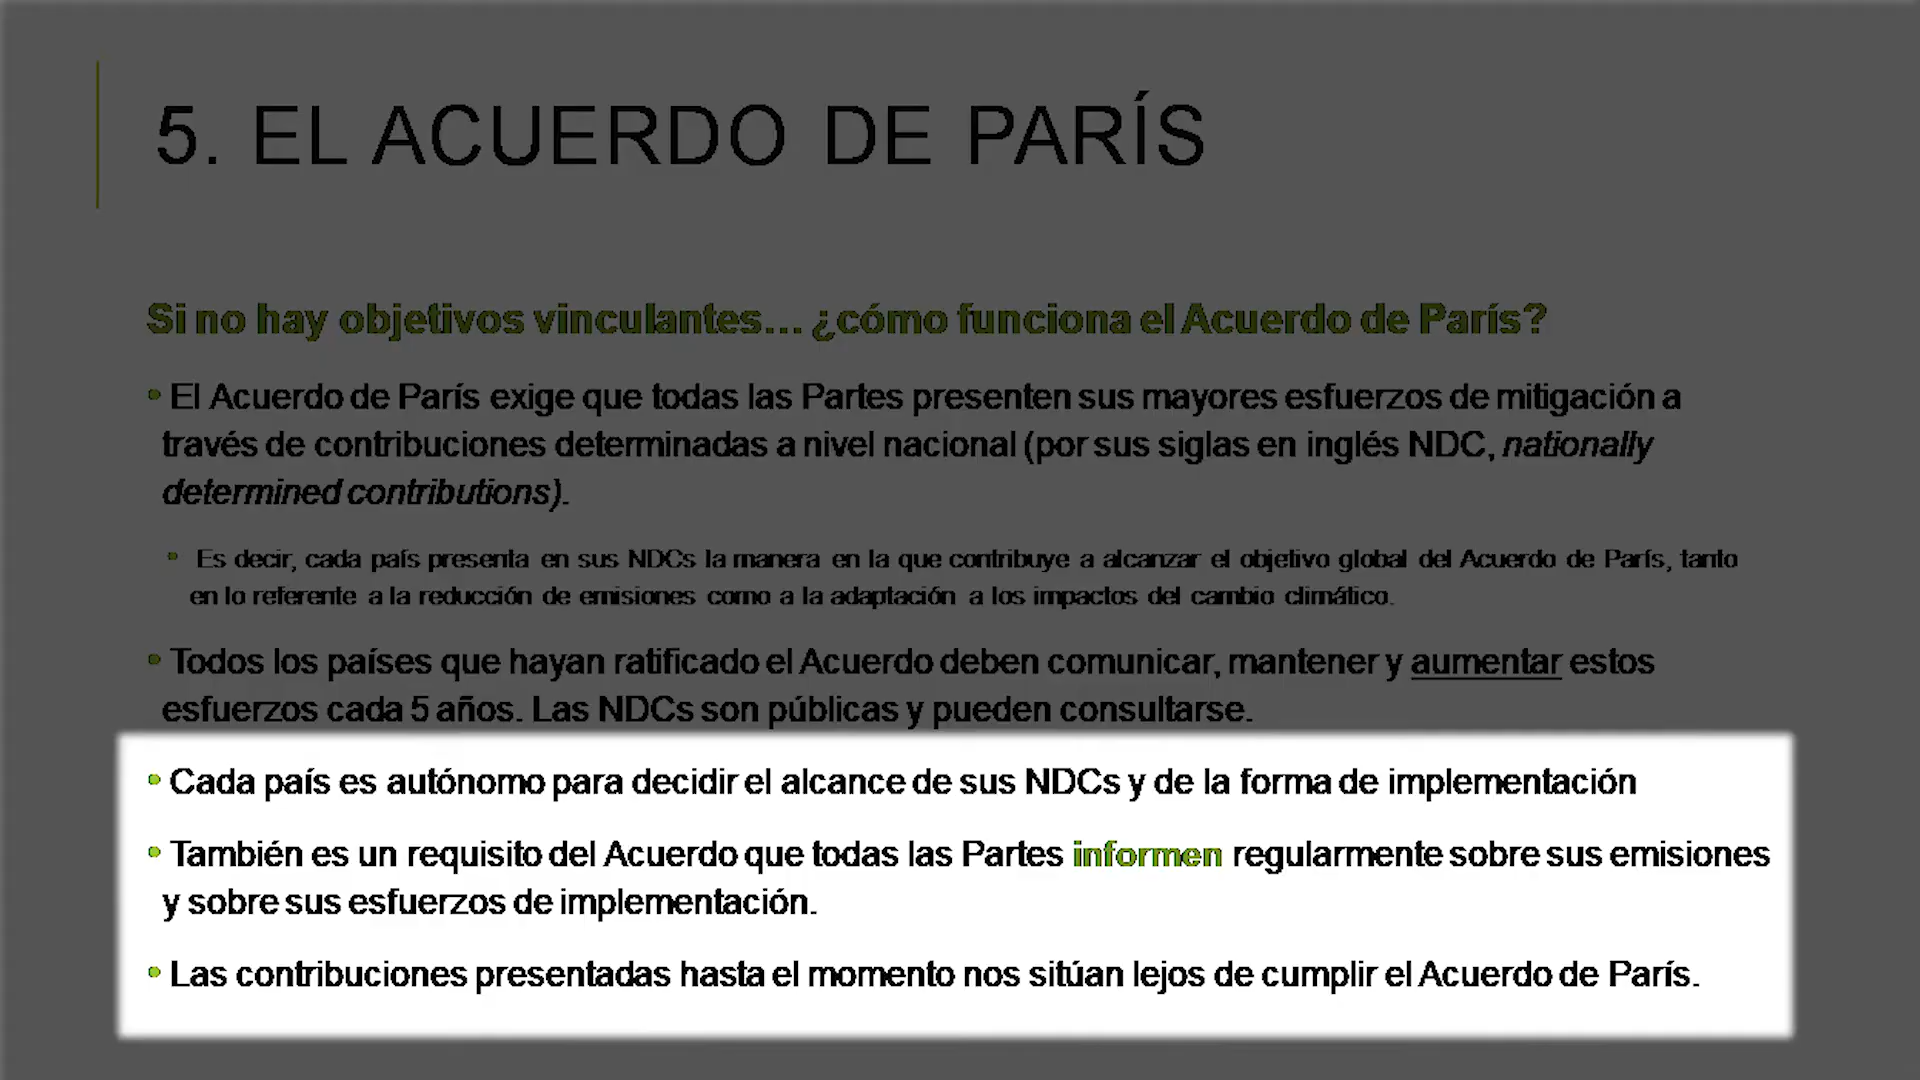 5. EL ACUERDO DE PARÍS
Si no hay objetivos vinculantes... ¿cómo funciona el Acuerdo de París?
• El Acuerdo de París exige que todas las Partes presenten sus mayores esfuerzos de mitigación a
través de contribuciones determinadas a nivel nacional (por sus siglas en inglés NDC, nationally
determined contributions).
• Es decir, cada país presenta en sus NDCs la manera en la que contribuye a alcanzar el objetivo global del Acuerdo de París, tanto
en lo referente a la reducción de emisiones como a la adaptación a los impactos del cambio climático.
• Todos los países que hayan ratificado el Acuerdo deben comunicar, mantener y aumentar estos
esfuerzos cada 5 años. Las NDCs son públicas y pueden consultarse.
• Cada país es autónomo para decidir el alcance de sus NDCs y de la forma de implementación
• También es un requisito del Acuerdo que todas las Partes informen regularmente sobre sus emisiones
y sobre sus esfuerzos de implementación.
• Las contribuciones presentadas hasta el momento nos sitúan lejos de cumplir el Acuerdo de París.